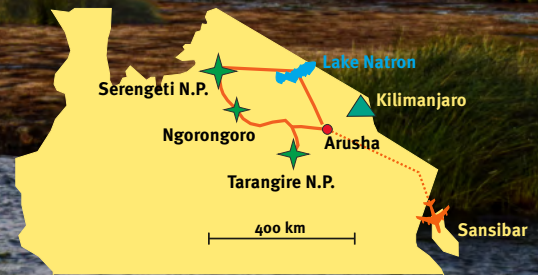 Lake Natron
Serengeti N.P.
Kilimanjaro
Ngorongoro
Arusha
Tarangire N.P.
400 km
Sansibar